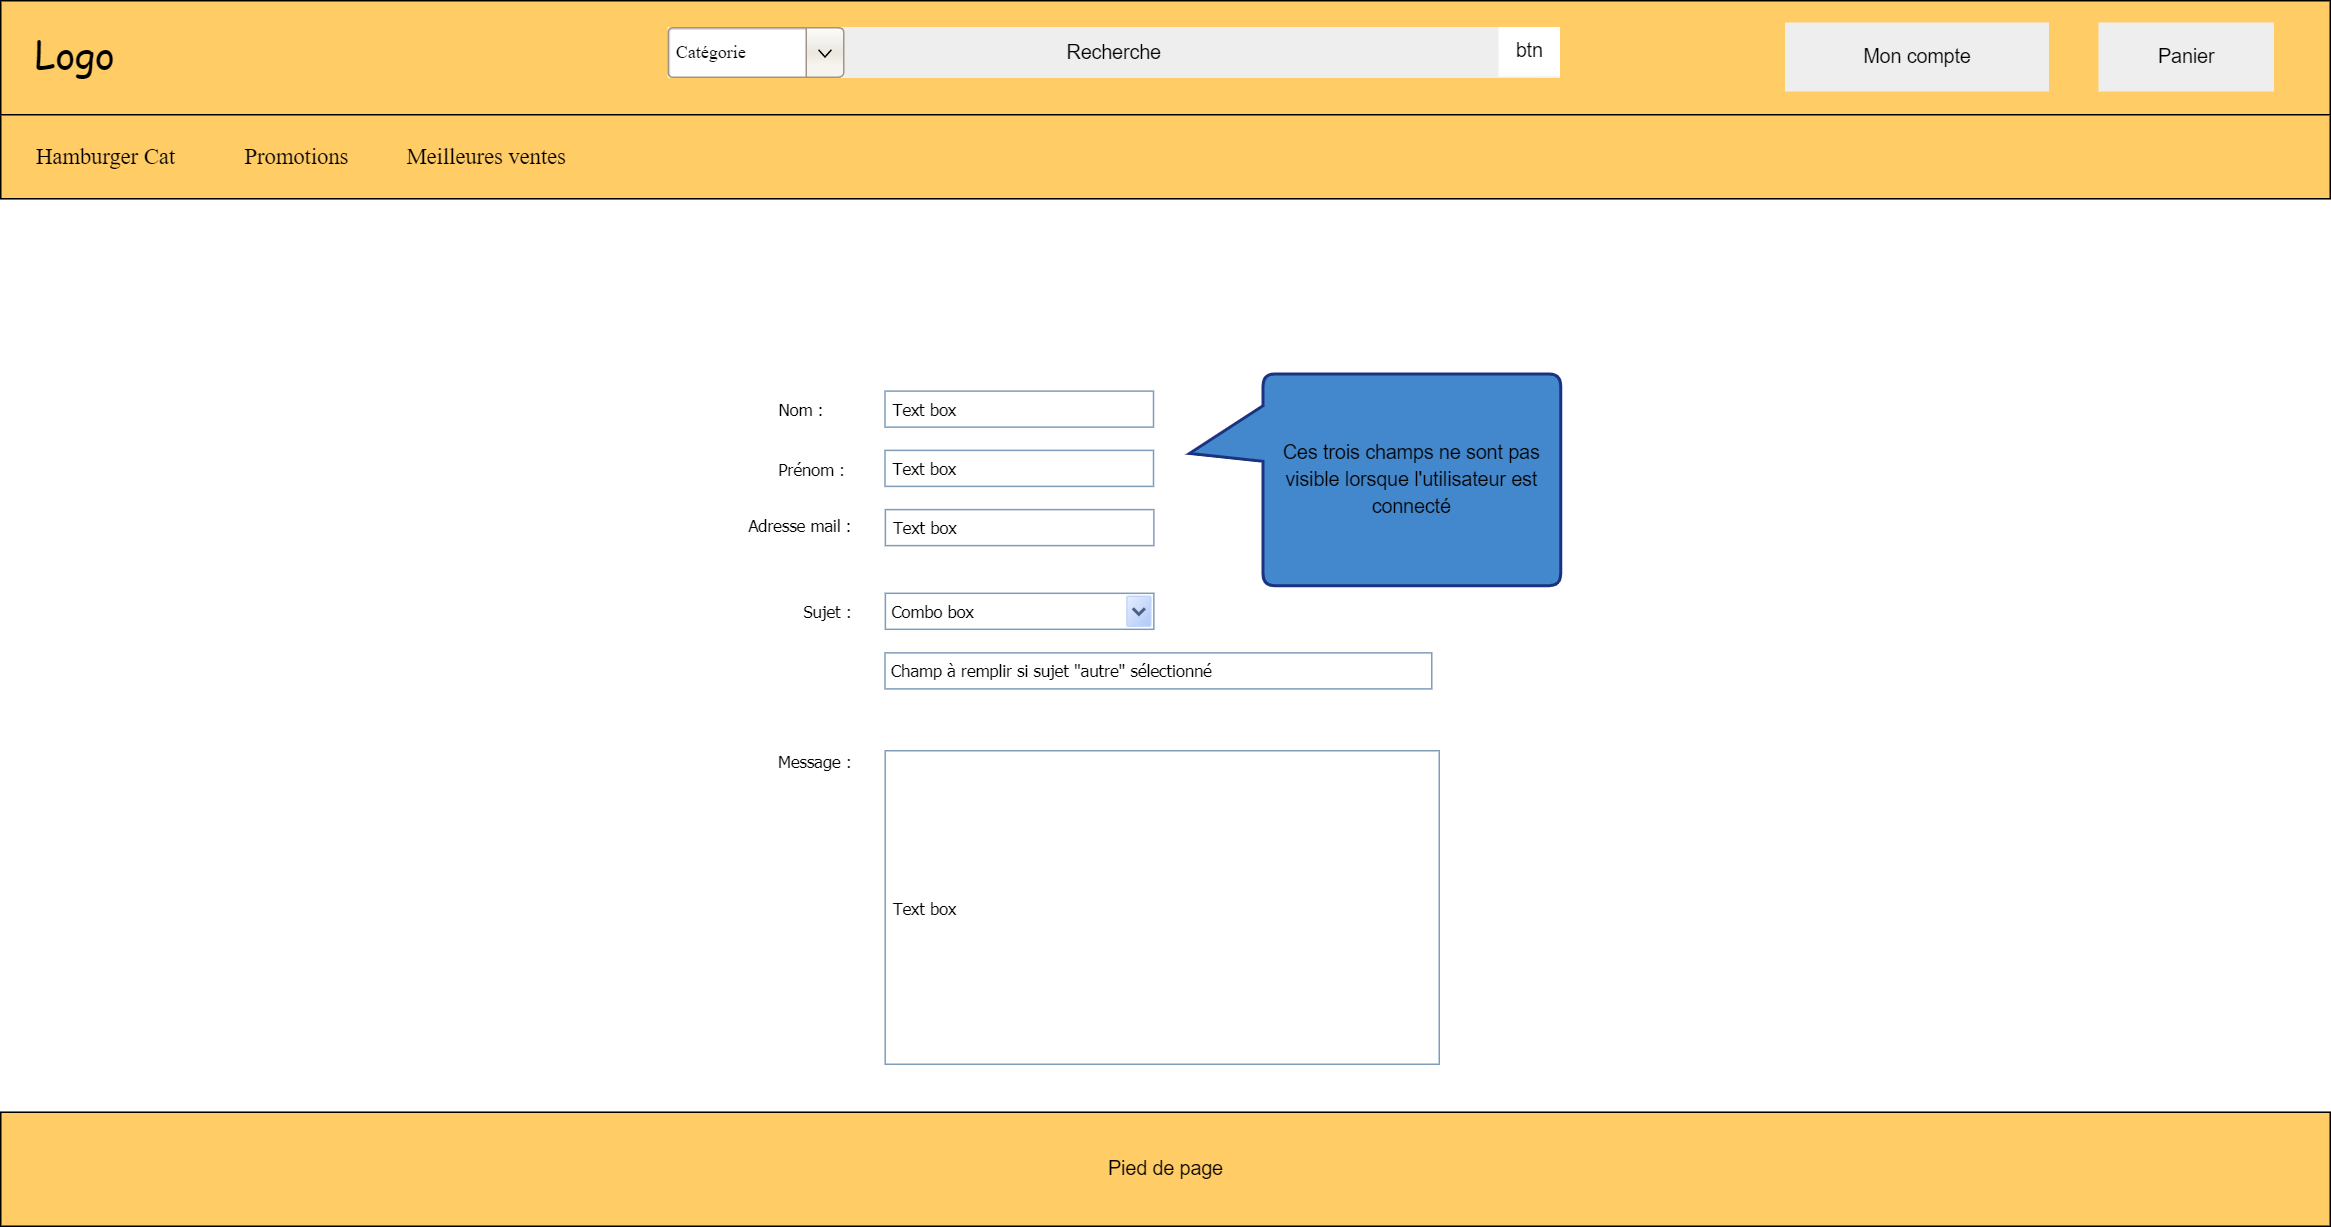 Logo
Catégorie
Recherche
btn
Mon compte
Panier
Hamburger Cat
Promotions
Meilleures ventes
Nom :
Text box
Prénom :
Text box
Adresse mail :
Text box
Ces trois champs ne sont pas
visible lorsque l'utilisateur est
connecté
Sujet :
Combo box
Champ à remplir si sujet "autre" sélectionné
Message :
Text box
Pied de page